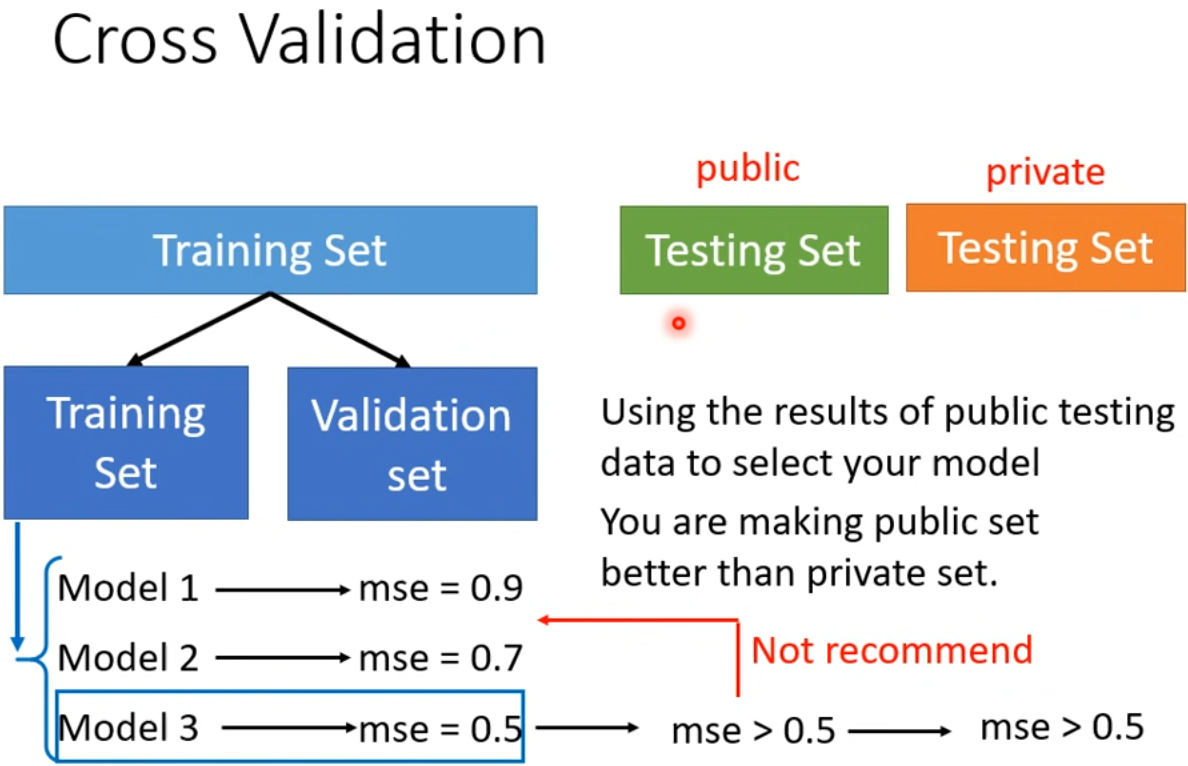 Cross Validation
public
private
Training Set
Testing Set
Testing Set
Training
Set
Validation
set
Using the results of public testing
data to select your model
You are making public set
better than private set.
Model 1
mse = 0.9
Model 2
mse = 0.7
Not recommend
Model 3
mse = 0.5
mse > 0.5
mse > 0.5